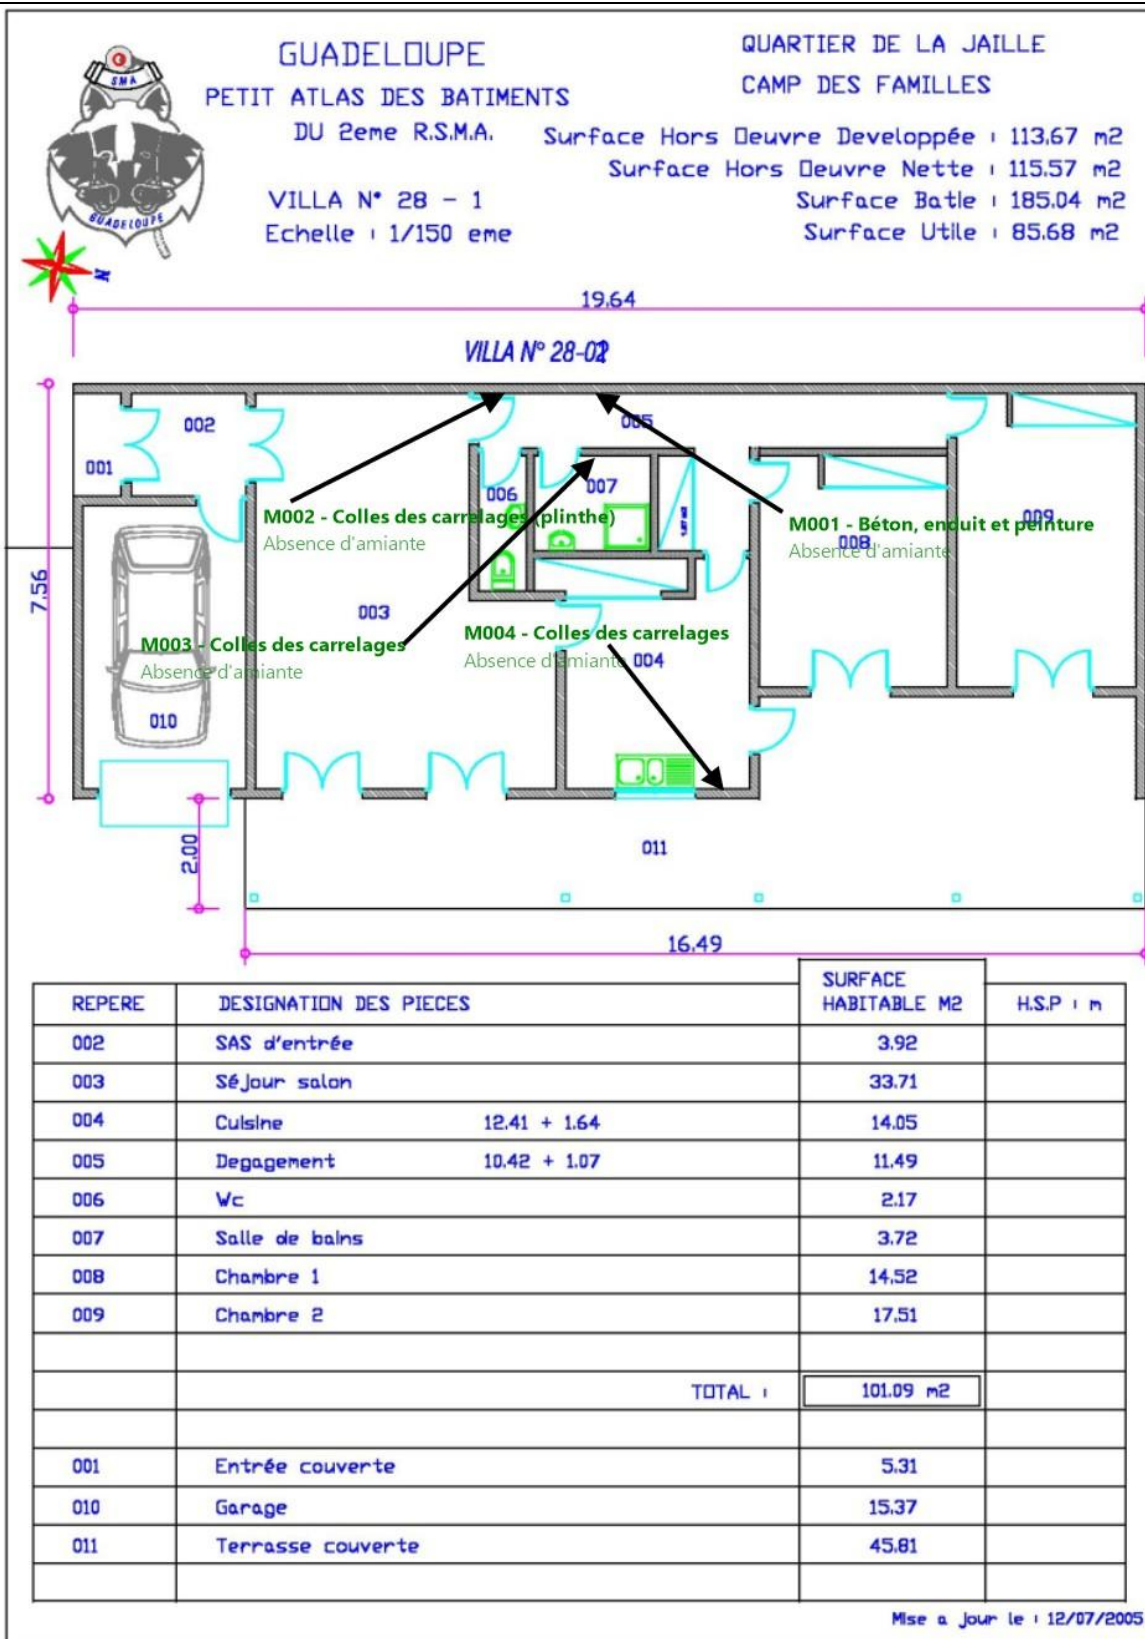 SMA
GUADELOUPE
GUADELOUPE
PETIT ATLAS DES BATIMENTS
DU 2eme R.S.M.A.
VILLA N° 28 - 1
Echelle : 1/150 eme
QUARTIER DE LA JAILLE
CAMP DES FAMILLES
Surface Hors Oeuvre Developpée : 113.67 m2
Surface Hors Oeuvre Nette : 115.57 m2
Surface Batie : 185.04 m2
Surface Utile : 85.68 m2
N
19.64
VILLA N° 28-
005
002
001
006
007
M002 - Colles des carrelages (plinthe)
Absence d'amiante
M001 - Béton, enduit et peinture
Absence d'amiante
009
008
7.56
003
M003 - Colles des carrelages
Absence d'amiante
M004 - Colles des carrelages
Absence d'amiante
004
010
2.00
011
16.49
REPERE DESIGNATION DES PIECES SURFACE HABITABLE M2 H.S.P : m
002 SAS d'entrée 3.92
003 Séjour salon 33.71
004 Cuisine 12.41 + 1.64 14.05
005 Degagement 10.42 + 1.07 11.49
006 Wc 2.17
007 Salle de bains 3.72
008 Chambre 1 14.52
009 Chambre 2 17.51
TOTAL : 101.09 m2
001 Entrée couverte 5.31
010 Garage 15.37
011 Terrasse couverte 45.81
Mise a jour le : 12/07/2005